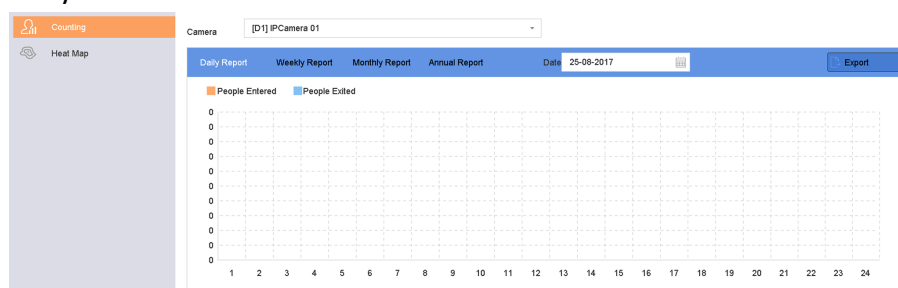 Counting
Heat Map
Camera
[D1] IPCamera 01
Daily Report Weekly Report Monthly Report Annual Report Date 25-08-2017 Export
People Entered People Exited
0
0
0
0
0
0
0
0
0
0
0
1 2 3 4 5 6 7 8 9 10 11 12 13 14 15 16 17 18 19 20 21 22 23 24